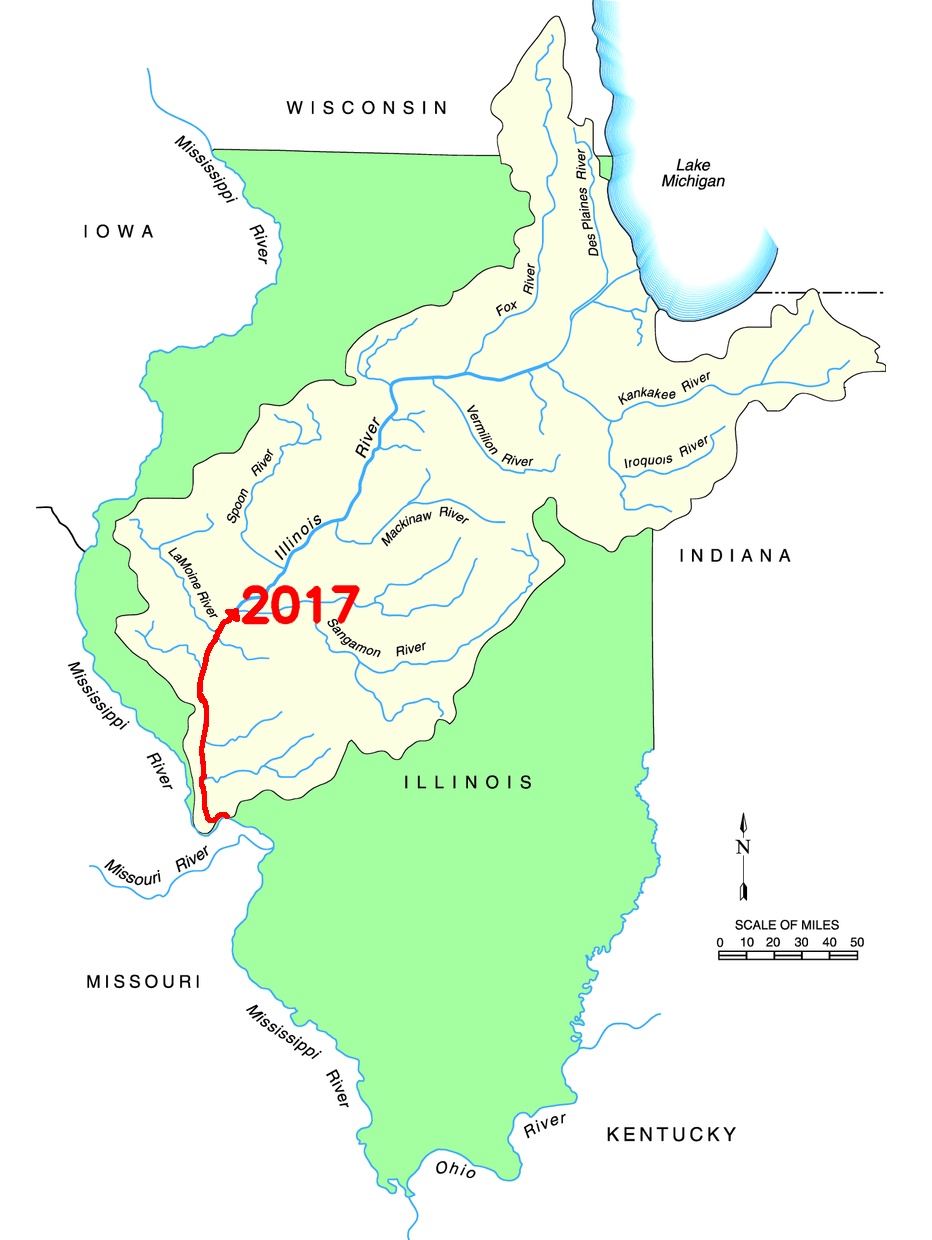 WISCONSIN
Mississippi
River
Lake
Michigan
Des Plaines River
IOWA
Fox
River
Kankakee River
Vermilion River
Iroquois River
Spoon River
Illinois
River
Mackinaw River
INDIANA
LaMoine River
2017
Sangamon River
Mississippi
River
ILLINOIS
N
Missouri River
SCALE OF MILES
0 10 20 30 40 50
MISSOURI
Mississippi
River
Ohio
River
KENTUCKY